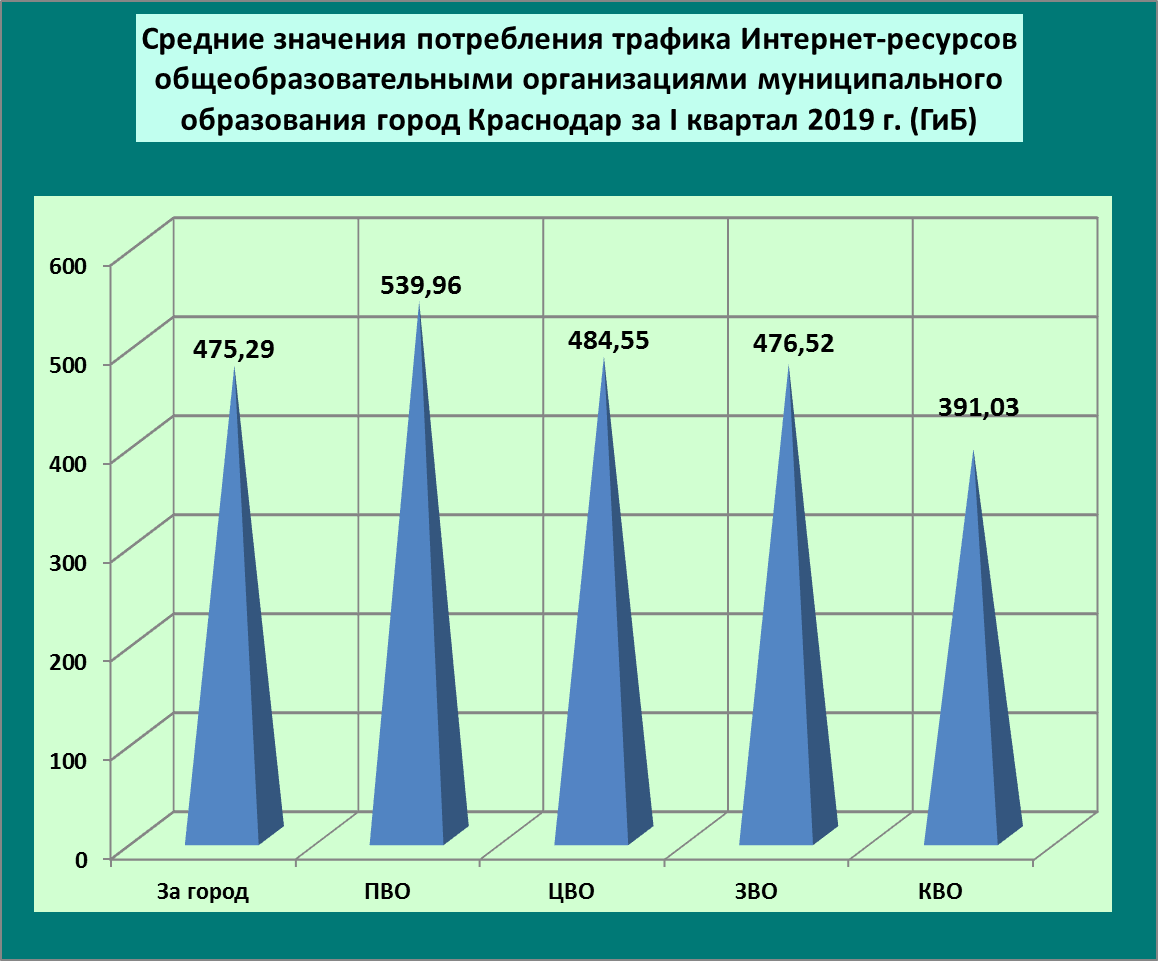 Средние значения потребления трафика Интернет-ресурсов
общеобразовательными организациями муниципального
образования город Краснодар за I квартал 2019 г. (ГиБ)
600
500
400
300
200
100
0
475,29
539,96
484,55
476,52
391,03
За город
ПВО
ЦВО
ЗВО
КВО